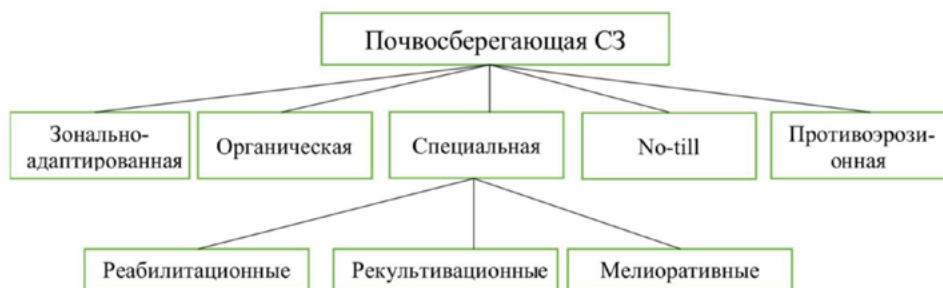 Почвосберегающая СЗ
Зонально-
адаптированная
Органическая
Специальная
No-till
Противоэрози-
онная
Реабилитационные
Рекультивационные
Мелиоративные